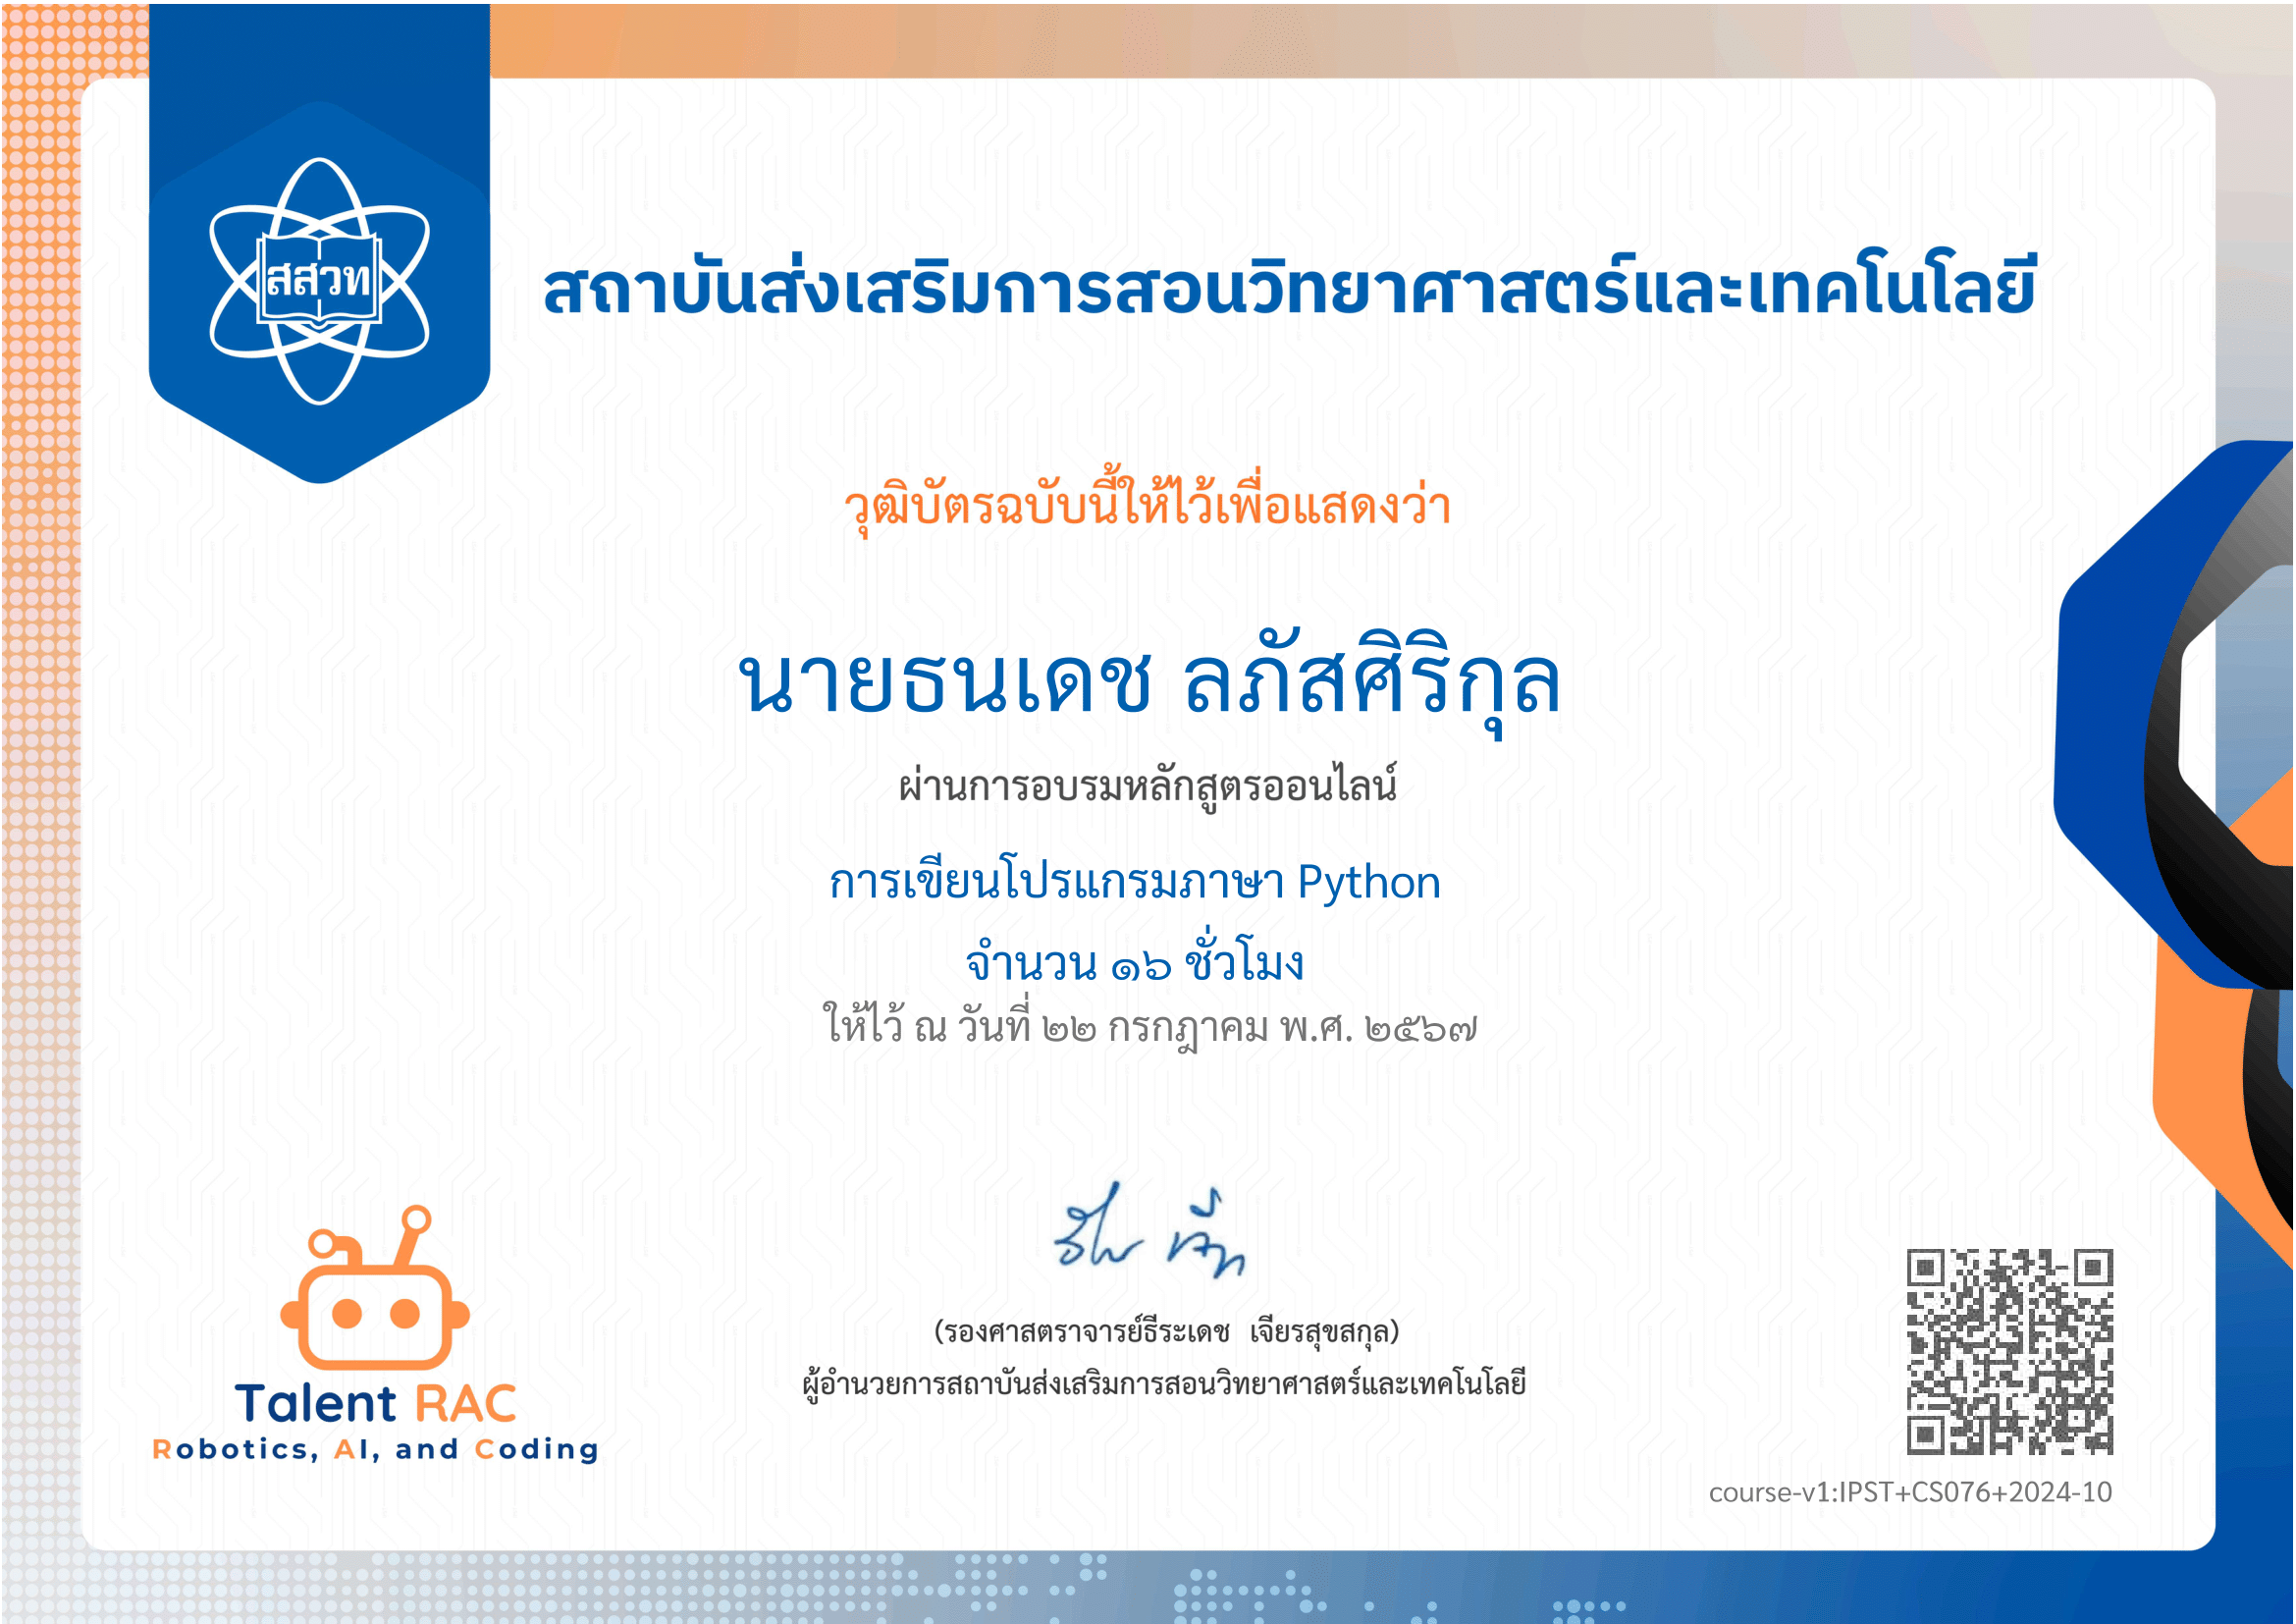 สสวท
สถาบันส่งเสริมการสอนวิทยาศาสตร์และเทคโนโลยี
วุฒิบัตรฉบับนี้ให้ไว้เพื่อแสดงว่า
นายธนเดช ลภัสศิริกุล
ผ่านการอบรมหลักสูตรออนไลน์
การเขียนโปรแกรมภาษา Python
จำนวน ๑๖ ชั่วโมง
ให้ไว้ ณ วันที่ ๒๒ กรกฎาคม พ.ศ. ๒๕๖๗
(รองศาสตราจารย์ธีระเดช เจียรสุขสกุล)
ผู้อำนวยการสถาบันส่งเสริมการสอนวิทยาศาสตร์และเทคโนโลยี
Talent RAC
Robotics, AI, and Coding
course-v1:IPST+CS076+2024-10